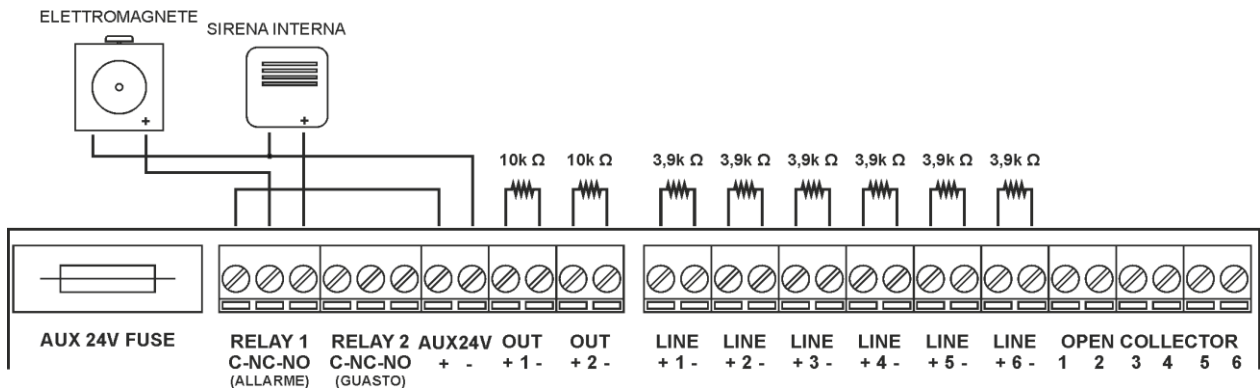 ELETTROMAGNETE
SIRENA INTERNA
+
+
10k Ω 10k Ω 3,9k Ω 3,9k Ω 3,9k Ω 3,9k Ω 3,9k Ω 3,9k Ω
AUX 24V FUSE RELAY 1 RELAY 2 AUX24V OUT OUT LINE LINE LINE LINE LINE LINE OPEN COLLECTOR
C-NC-NO C-NC-NO + - + 1 - + 2 - + 1 - + 2 - + 3 - + 4 - + 5 - + 6 - 1 2 3 4 5 6
(ALLARME) (GUASTO)